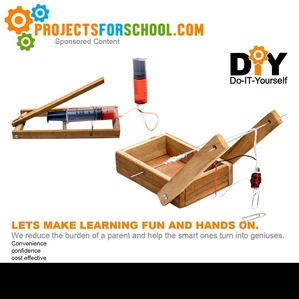 PROJECTSFORSCHOOL.COM
Sponsored Content
DIY
Do-IT-Yourself
LETS MAKE LEARNING FUN AND HANDS ON.
We reduce the burden of a parent and help the smart ones turn into geniuses.
Convenience
confidence
cost effective